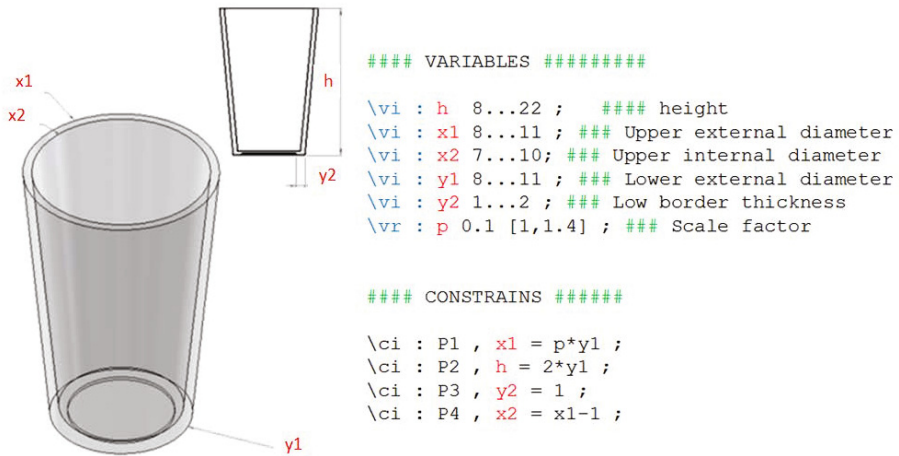 x1
x2
h
y2
y1
#### VARIABLES #########
\vi : h 8...22 ; #### height
\vi : x1 8...11 ; ### Upper external diameter
\vi : x2 7...10; ### Upper internal diameter
\vi : y1 8...11 ; ### Lower external diameter
\vi : y2 1...2 ; ### Low border thickness
\vr : p 0.1 [1,1.4] ; ### Scale factor
#### CONSTRAINS ######
\ci : P1 , x1 = p*y1 ;
\ci : P2 , h = 2*y1 ;
\ci : P3 , y2 = 1 ;
\ci : P4 , x2 = x1-1 ;